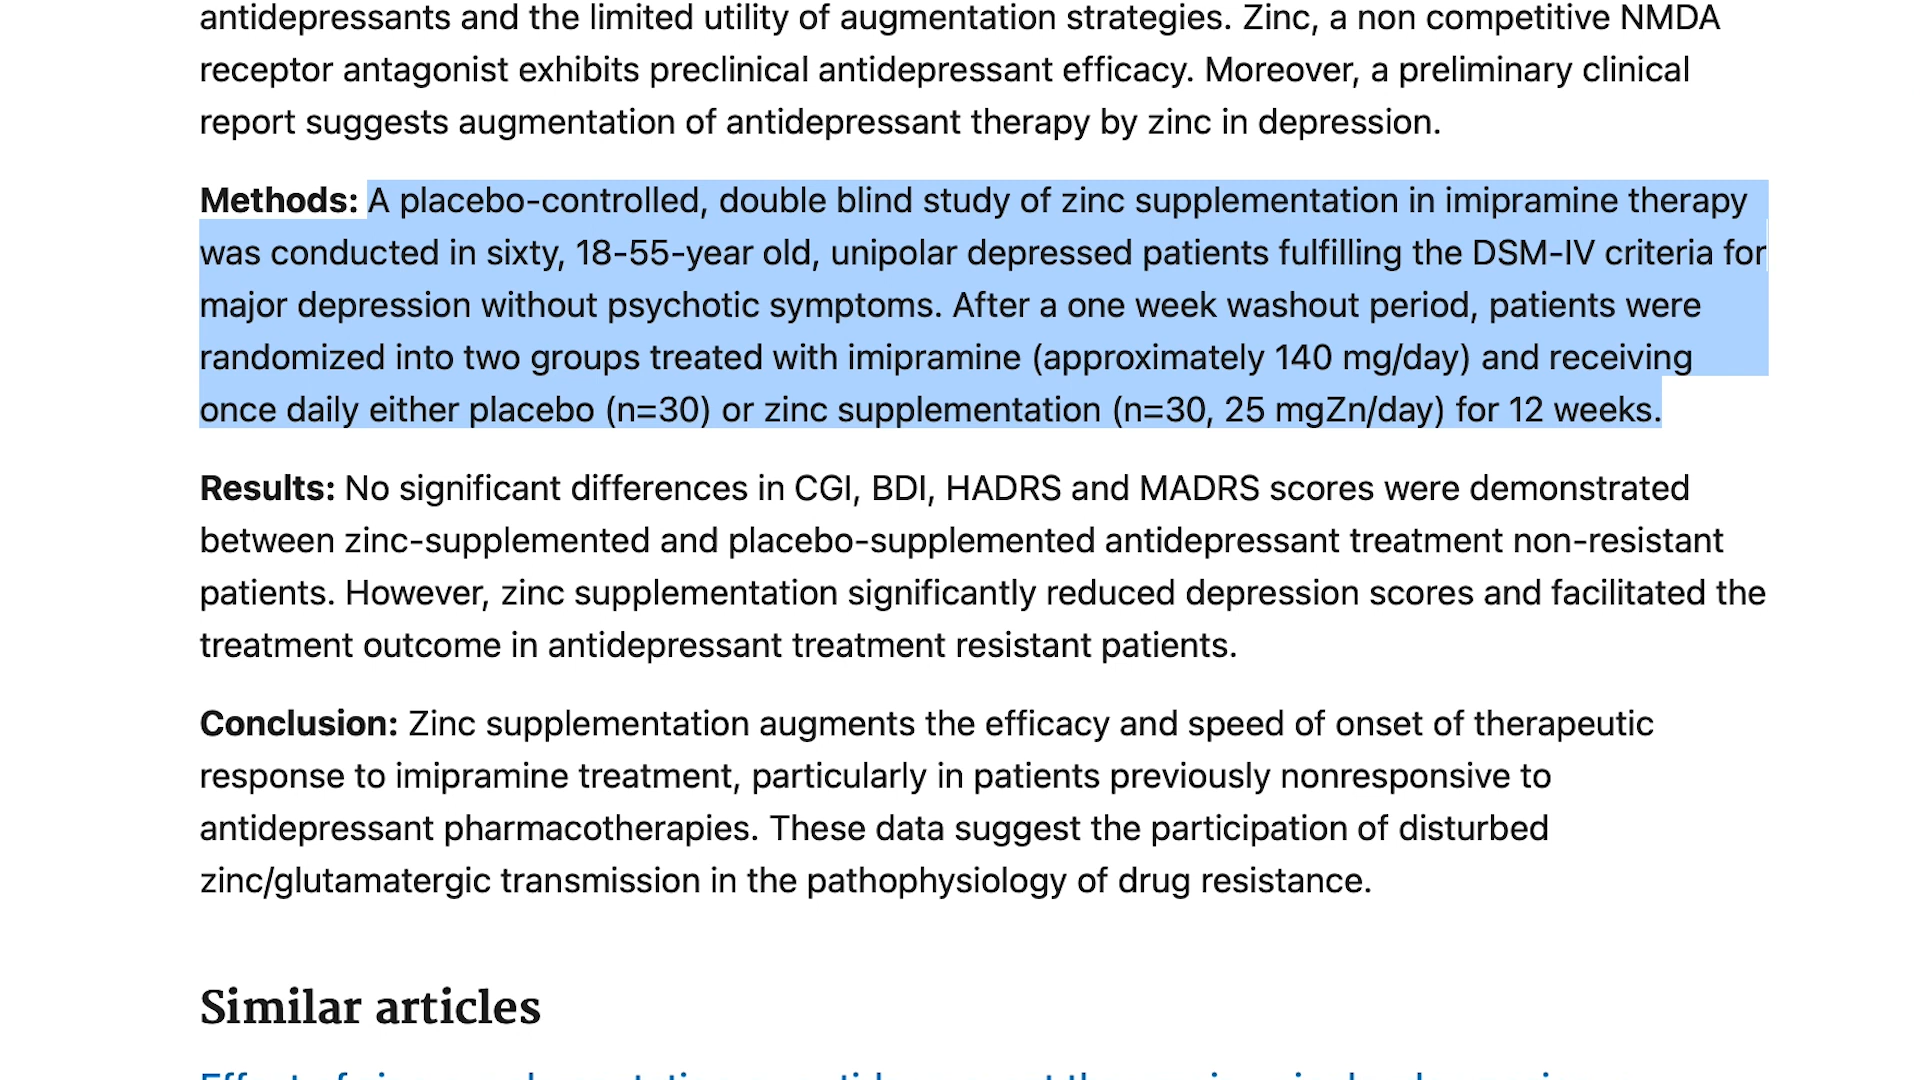 antidepressants and the limited utility of augmentation strategies. Zinc, a non competitive NMDA
receptor antagonist exhibits preclinical antidepressant efficacy. Moreover, a preliminary clinical
report suggests augmentation of antidepressant therapy by zinc in depression.
Methods: A placebo-controlled, double blind study of zinc supplementation in imipramine therapy
was conducted in sixty, 18-55-year old, unipolar depressed patients fulfilling the DSM-IV criteria for
major depression without psychotic symptoms. After a one week washout period, patients were
randomized into two groups treated with imipramine (approximately 140 mg/day) and receiving
once daily either placebo (n=30) or zinc supplementation (n=30, 25 mgZn/day) for 12 weeks.
Results: No significant differences in CGI, BDI, HADRS and MADRS scores were demonstrated
between zinc-supplemented and placebo-supplemented antidepressant treatment non-resistant
patients. However, zinc supplementation significantly reduced depression scores and facilitated the
treatment outcome in antidepressant treatment resistant patients.
Conclusion: Zinc supplementation augments the efficacy and speed of onset of therapeutic
response to imipramine treatment, particularly in patients previously nonresponsive to
antidepressant pharmacotherapies. These data suggest the participation of disturbed
zinc/glutamatergic transmission in the pathophysiology of drug resistance.
Similar articles